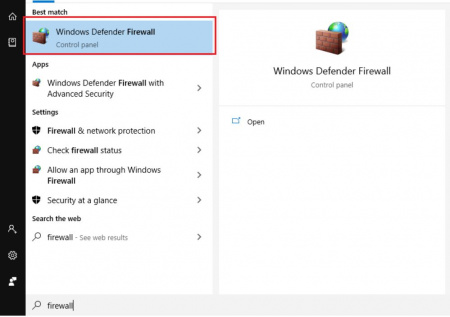 Best match
Windows Defender Firewall
Control panel
Apps
Windows Defender Firewall with
Advanced Security
Settings
Firewall & network protection
Check firewall status
Allow an app through Windows
Firewall
Security at a glance
Search the web
firewall - See web results
firewall
Windows Defender Firewall
Control panel
Open